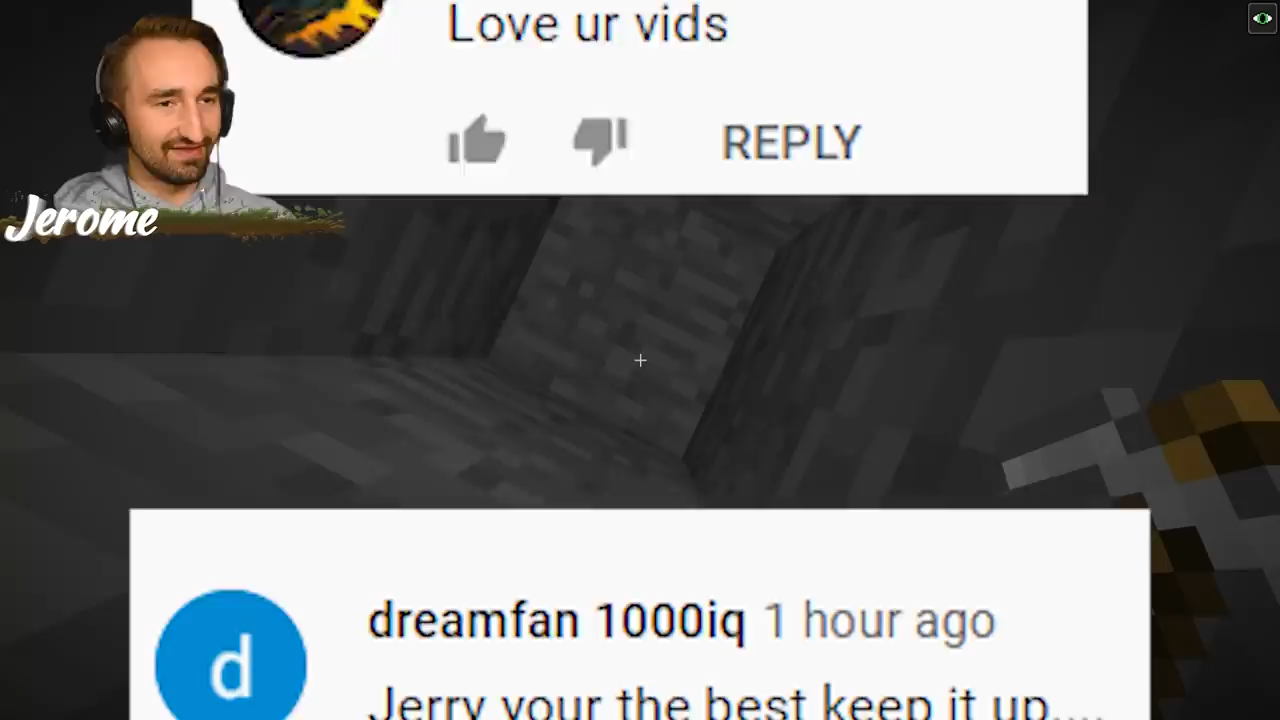 Love ur vids
REPLY
Jerome
d
dreamfan 1000iq 1 hour ago
Jerry your the best keep it up....